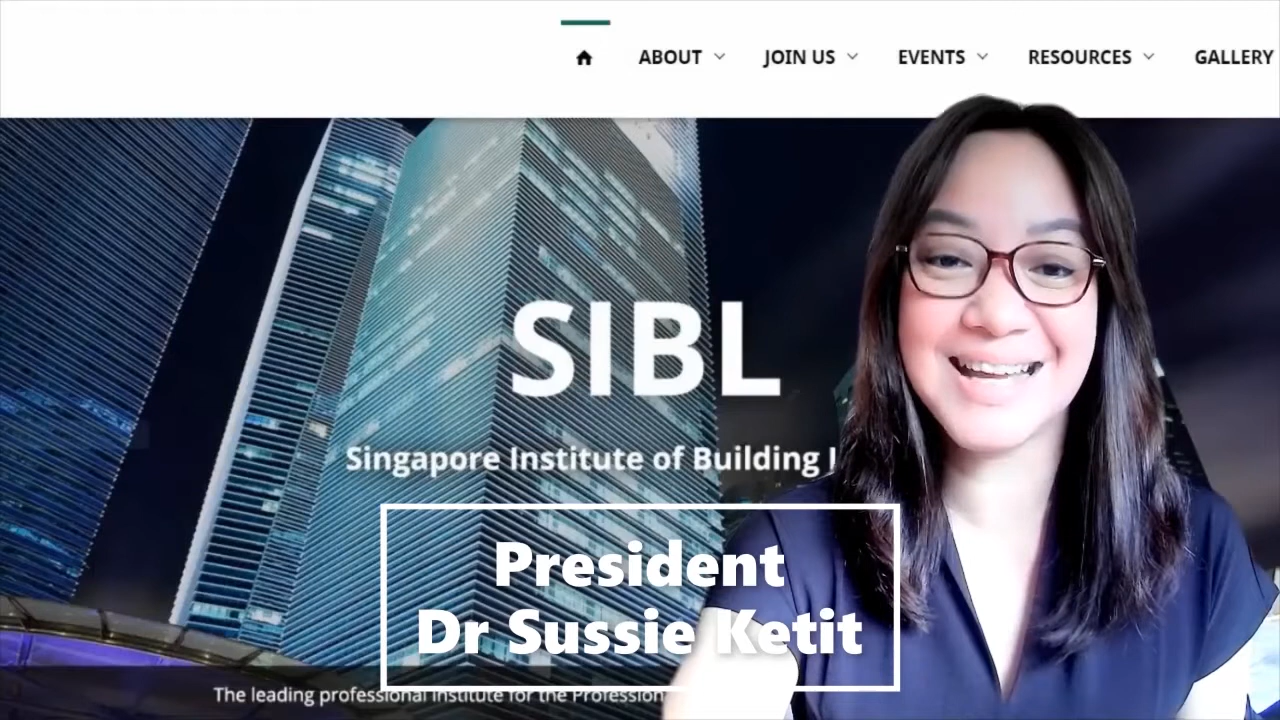 ABOUT JOIN US EVENTS RESOURCES GALLERY
SIBL
Singapore Institute of Building
President
Dr Sussie Ketit
The leading professional Institute for the